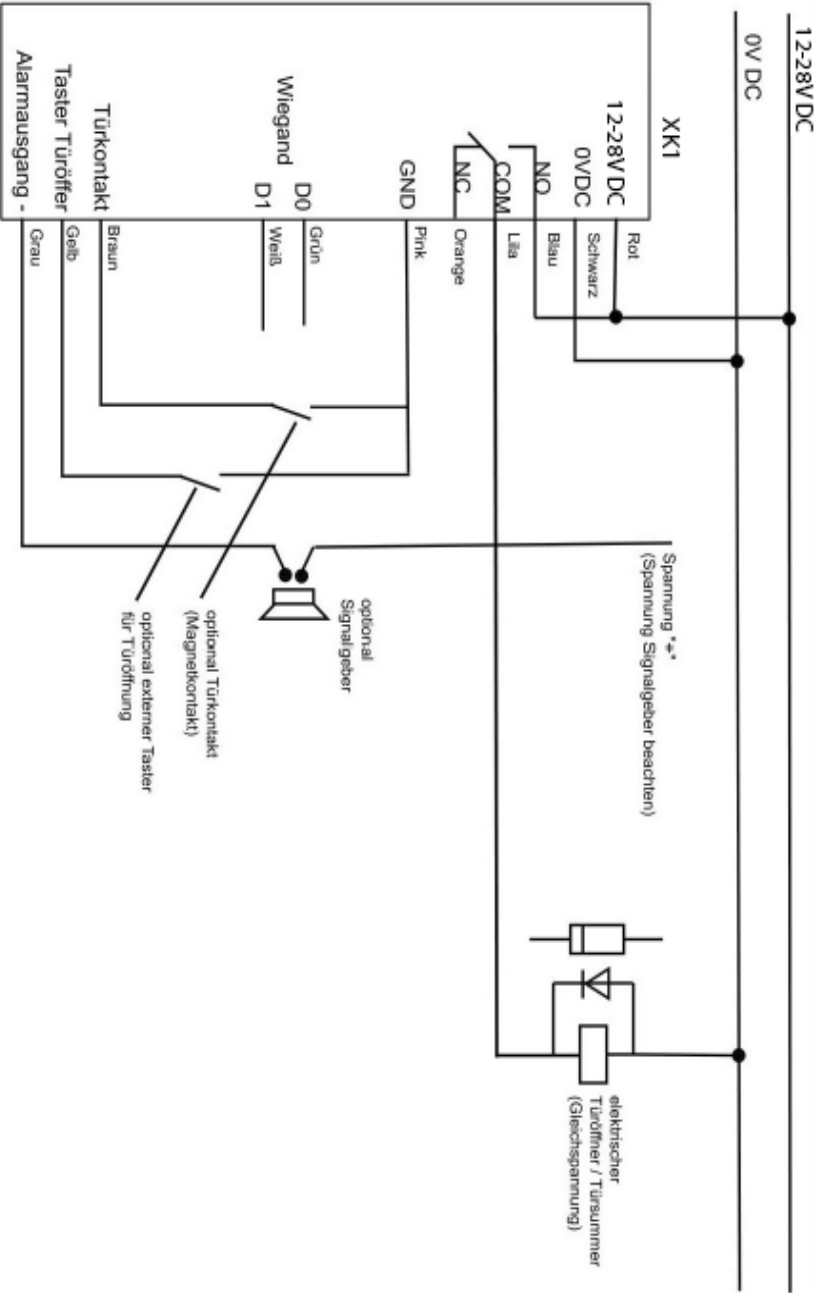 12-28V DC
0V DC
XK1
12-28V DC
0VDC
NO
COM
NC
GND
Wiegand
D0
D1
Türkontakt
Taster Türöffer
Alarmausgang -
Rot
Schwarz
Blau
Lila
Orange
Pink
Grün
Weiß
Braun
Gelb
Grau
Spannung "+"
(Spannung Signalgeber beachten)
optional
Signalgeber
optional Türkontakt
(Magnetkontakt)
optional externer Taster
für Türöffnung
elektrischer
Türöffner / Türsummer
(Gleichspannung)